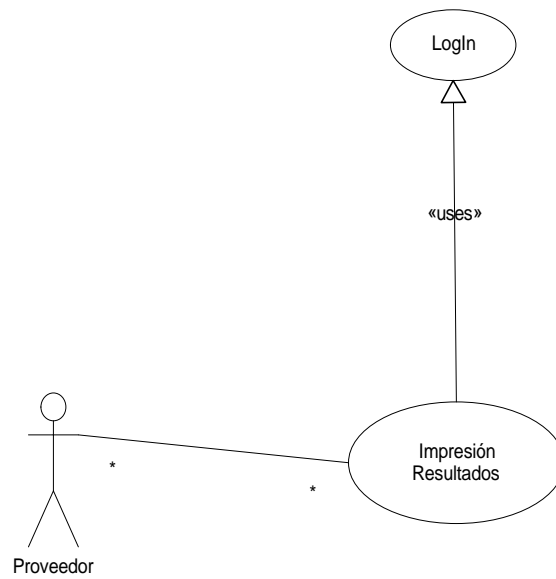 LogIn
«uses»
Impresión
Resultados
*
*
Proveedor